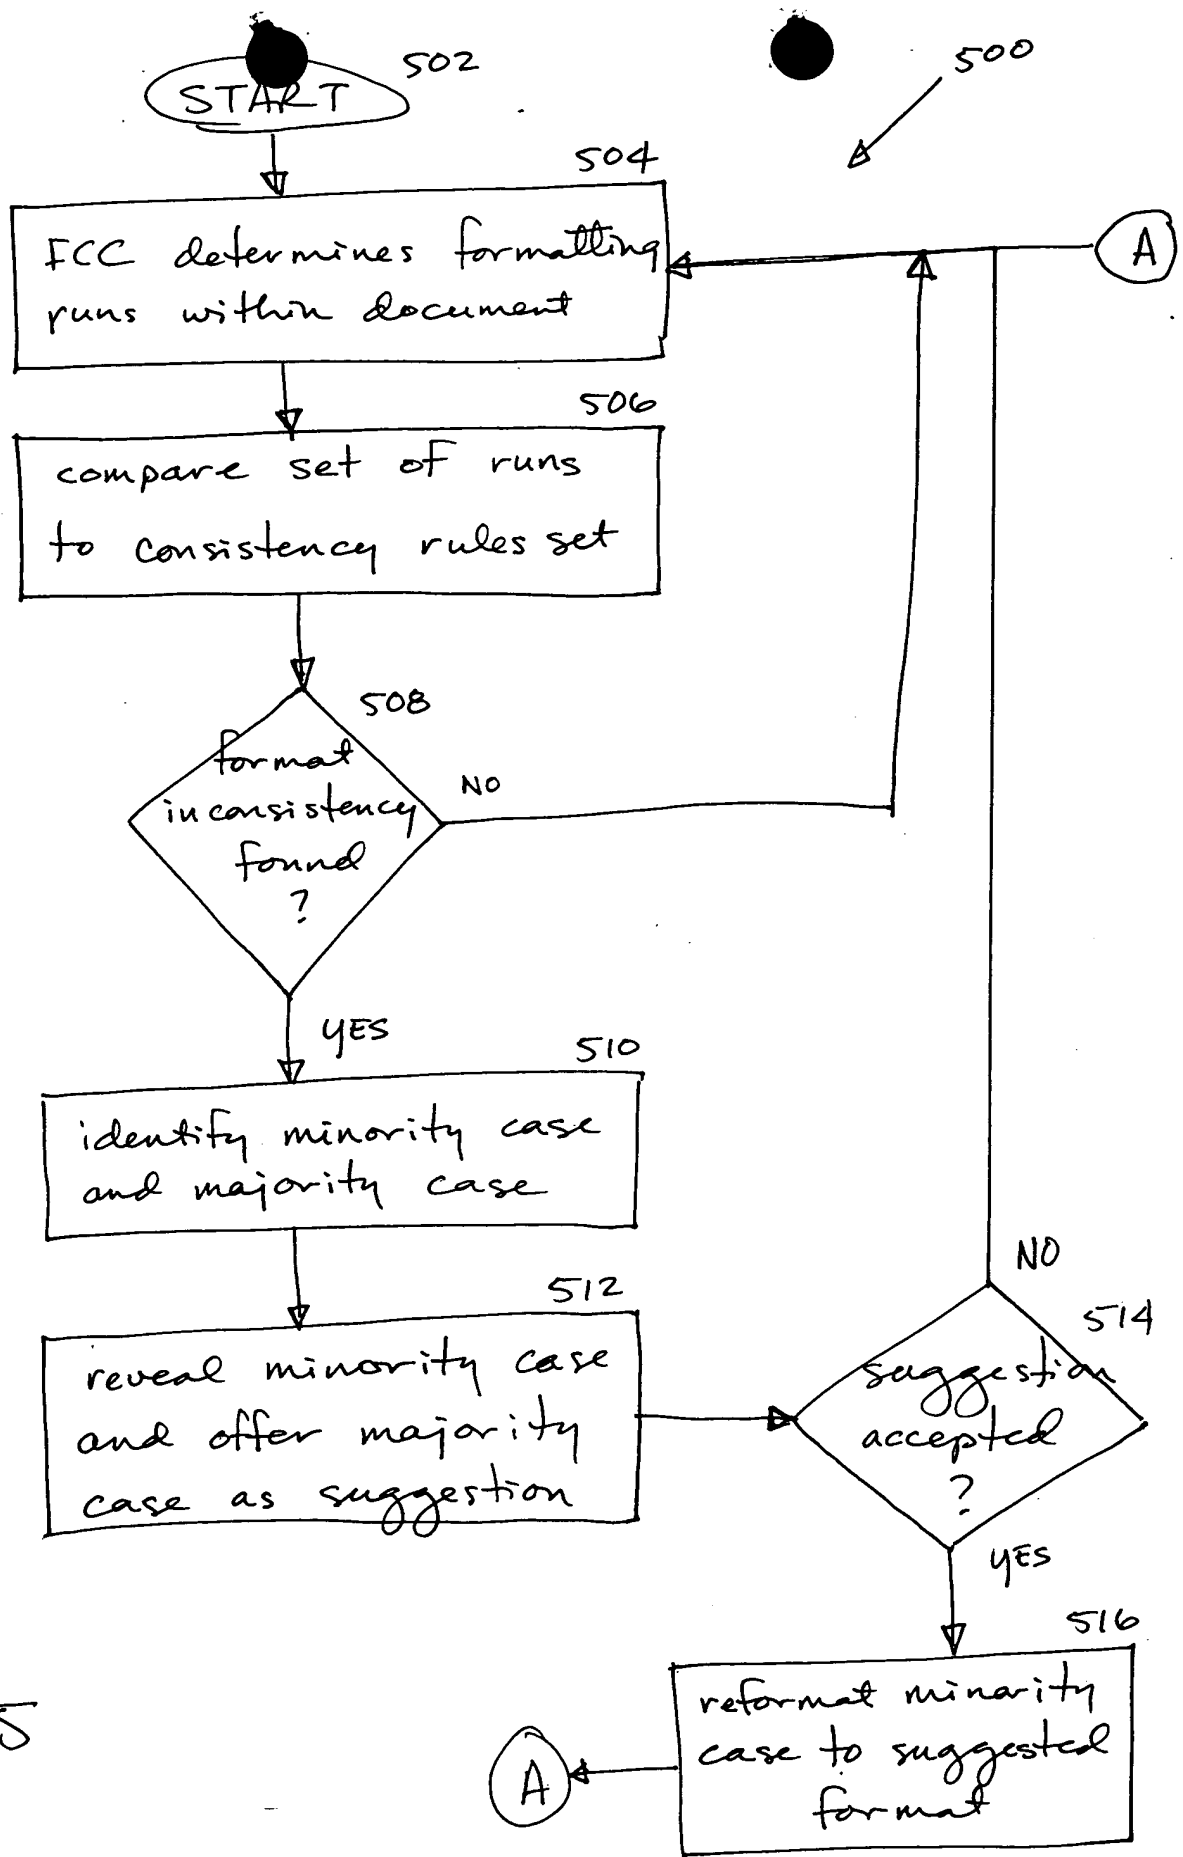 502
START
500
504
FCC determines formatting
runs within document
A
506
compare set of runs
to consistency rules set
508
format
inconsistency
found
?
NO
YES
510
identify minority case
and majority case
512
reveal minority case
and offer majority
case as suggestion
NO
514
suggestion
accepted
?
YES
516
reformat minority
case to suggested
format
A
5